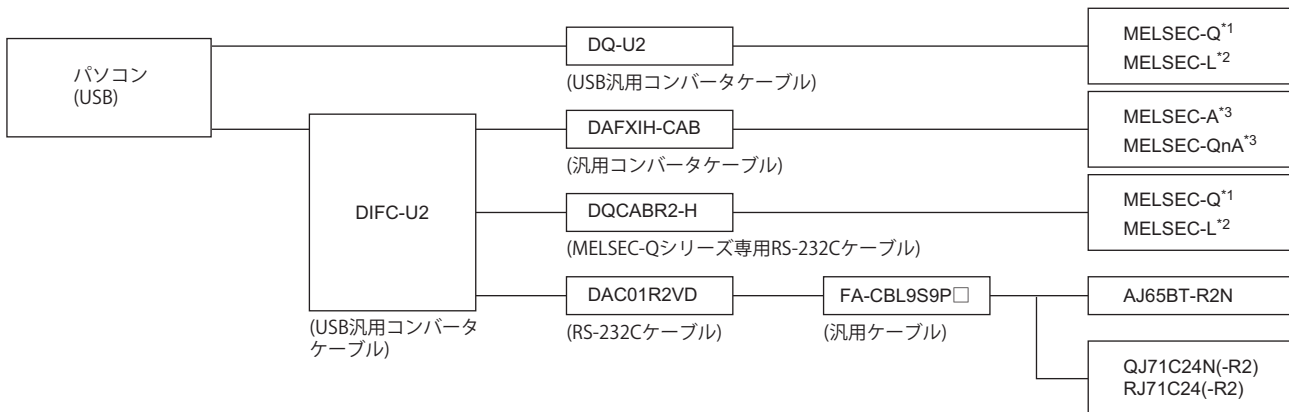 パソコン
(USB)
DQ-U2
(USB汎用コンバータケーブル)
MELSEC-Q*1
MELSEC-L*2
DIFC-U2
(USB汎用コンバータ
ケーブル)
DAFXIH-CAB
(汎用コンバータケーブル)
MELSEC-A*3
MELSEC-QnA*3
DQCABR2-H
(MELSEC-Qシリーズ専用RS-232Cケーブル)
MELSEC-Q*1
MELSEC-L*2
DAC01R2VD
(RS-232Cケーブル)
FA-CBL9S9P□
(汎用ケーブル)
AJ65BT-R2N
QJ71C24N(-R2)
RJ71C24(-R2)